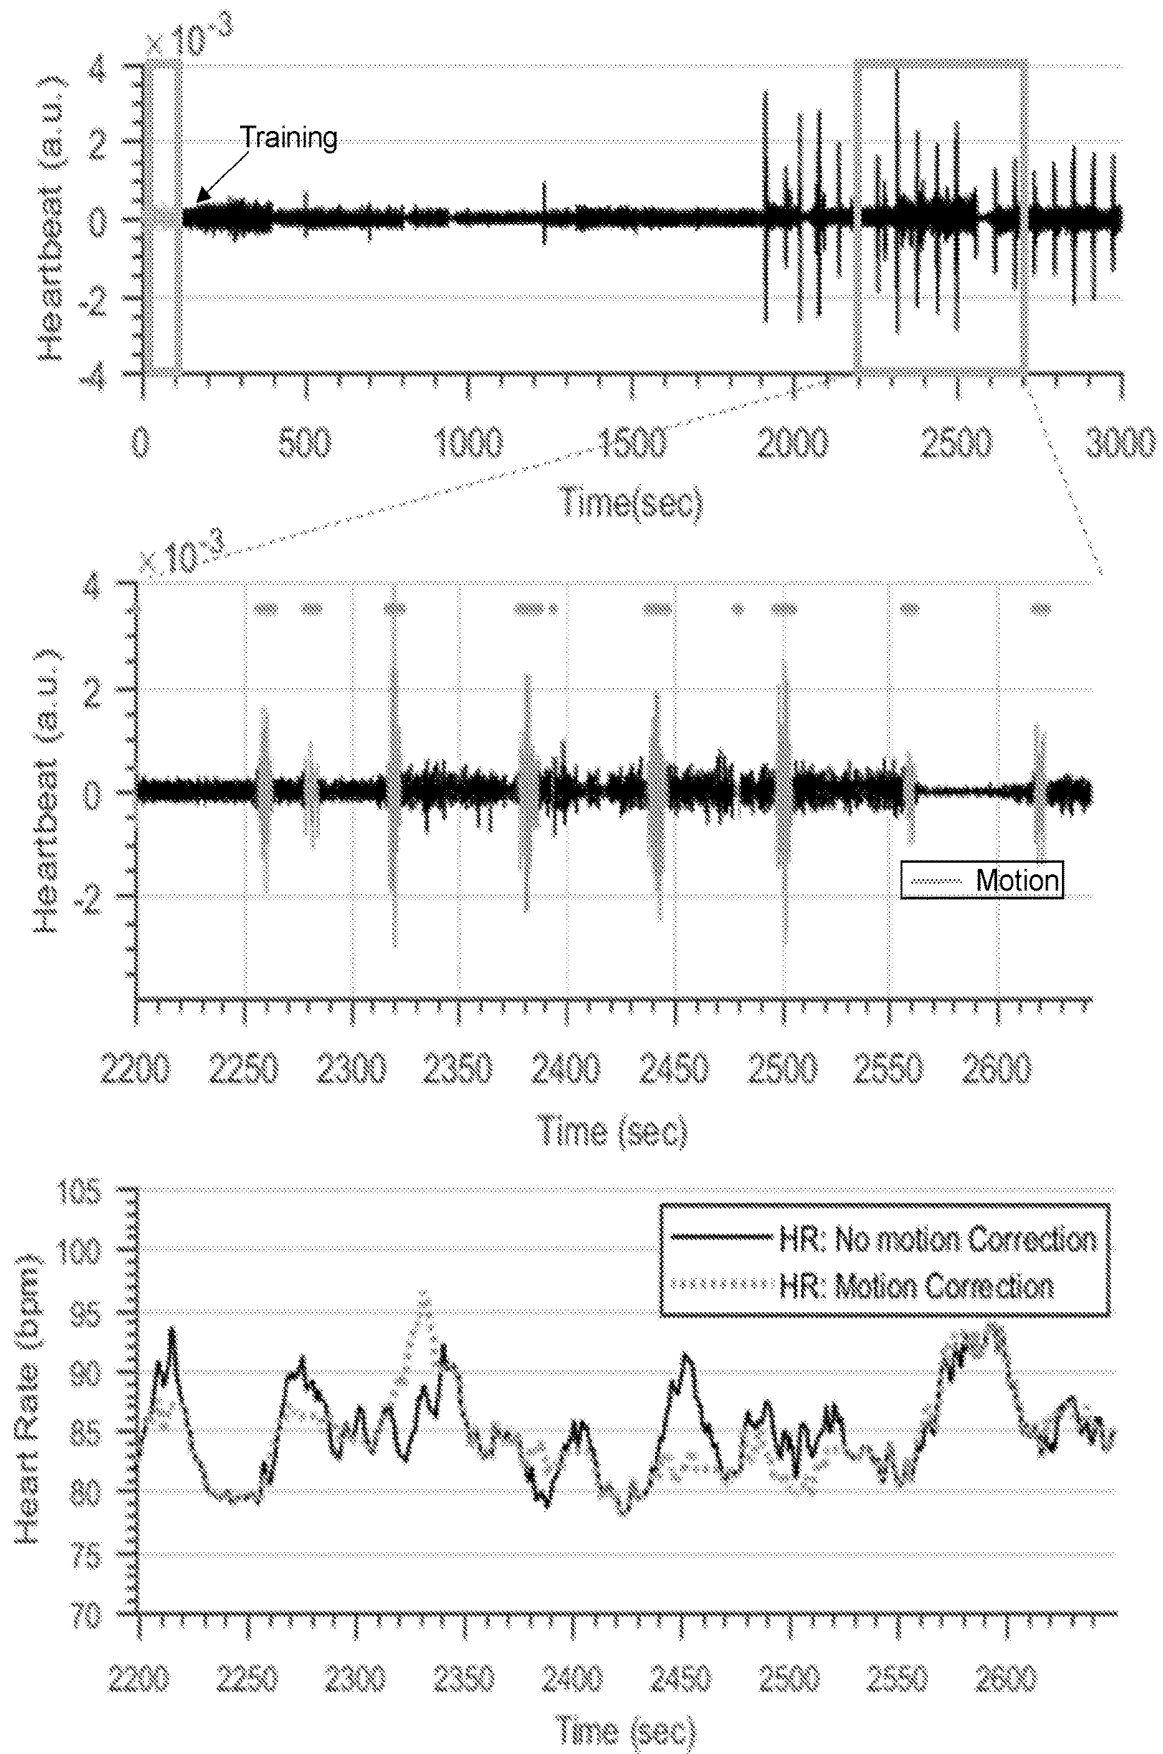 × 10⁻³
4
2
0
-2
-4
Heartbeat (a.u.)
Training
0 500 1000 1500 2000 2500 3000
Time(sec)
× 10⁻³
4
2
0
-2
Heartbeat (a.u.)
Motion
2200 2250 2300 2350 2400 2450 2500 2550 2600
Time (sec)
105
100
95
90
85
80
75
70
Heart Rate (bpm)
HR: No motion Correction
HR: Motion Correction
2200 2250 2300 2350 2400 2450 2500 2550 2600
Time (sec)